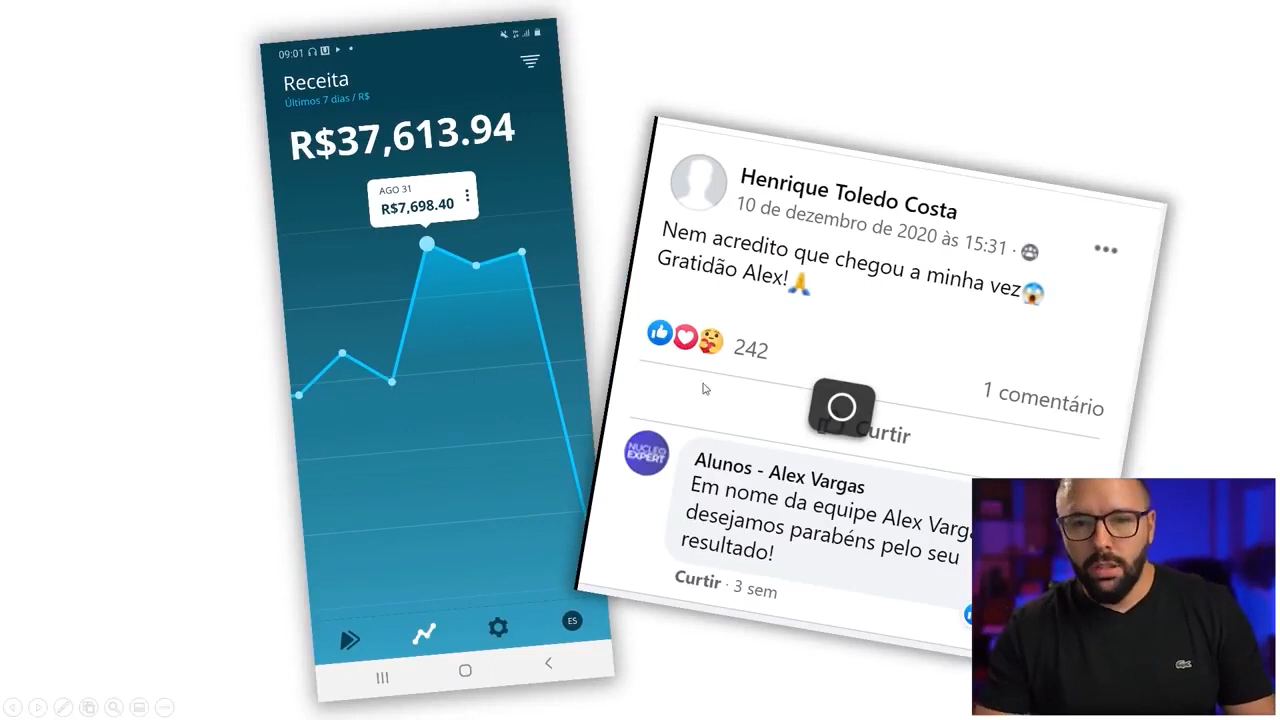 09:01
Receita
Últimos 7 dias / R$
R$37,613.94
AGO 31
R$7,698.40
ES
Henrique Toledo Costa
10 de dezembro de 2020 às 15:31 ·
Nem acredito que chegou a minha vez😱
Gratidão Alex!🙏
242
1 comentário
Curtir
NUCLEO
EXPERT
Alunos - Alex Vargas
Em nome da equipe Alex
desejamos parabéns pelo seu
resultado!
Curtir · 3 sem